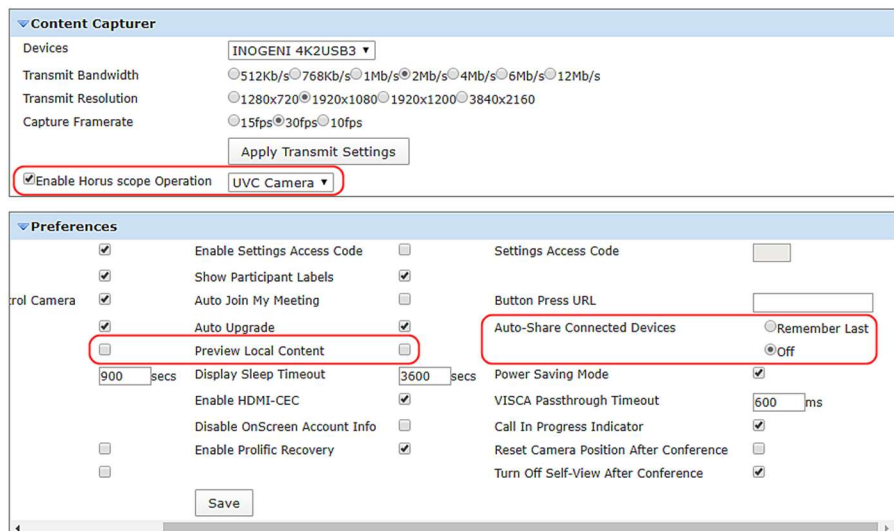 Content Capturer
Devices INOGENI 4K2USB3
Transmit Bandwidth 512Kb/s 768Kb/s 1Mb/s 2Mb/s 4Mb/s 6Mb/s 12Mb/s
Transmit Resolution 1280x720 1920x1080 1920x1200 3840x2160
Capture Framerate 15fps 30fps 10fps
Apply Transmit Settings
Enable Horus scope Operation UVC Camera
Preferences
Enable Settings Access Code Settings Access Code
Show Participant Labels
rol Camera Auto Join My Meeting Button Press URL
Auto Upgrade Auto-Share Connected Devices Remember Last
Preview Local Content Off
900 secs Display Sleep Timeout 3600 secs Power Saving Mode
Enable HDMI-CEC VISCA Passthrough Timeout 600 ms
Disable OnScreen Account Info Call In Progress Indicator
Enable Prolific Recovery Reset Camera Position After Conference
Turn Off Self-View After Conference
Save